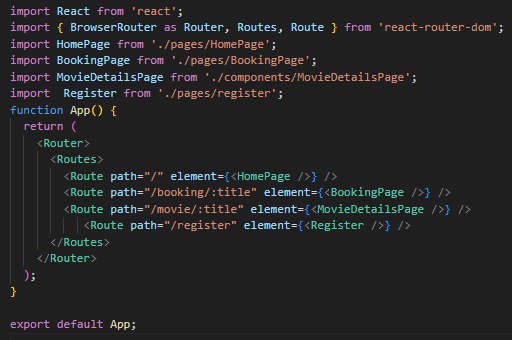 import React from 'react';
import { BrowserRouter as Router, Routes, Route } from 'react-router-dom';
import HomePage from './pages/HomePage';
import BookingPage from './pages/BookingPage';
import MovieDetailsPage from './components/MovieDetailsPage';
import  Register from './pages/register';
function App() {
  return (
    <Router>
      <Routes>
        <Route path="/" element={<HomePage />} />
        <Route path="/booking/:title" element={<BookingPage />} />
        <Route path="/movie/:title" element={<MovieDetailsPage />} />
           <Route path="/register" element={<Register />} />
      </Routes>
    </Router>
  );
}

export default App;